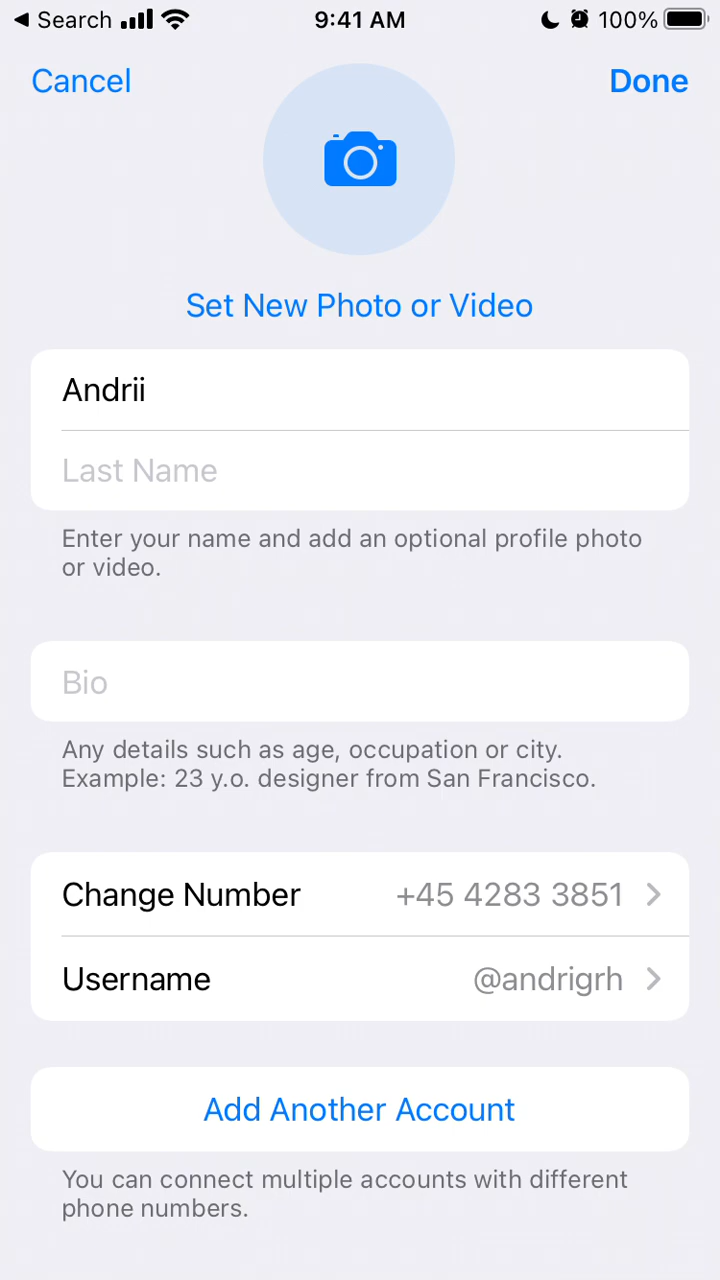 Search 9:41 AM 100%
Cancel Done
Set New Photo or Video
Andrii
Last Name
Enter your name and add an optional profile photo
or video.
Bio
Any details such as age, occupation or city.
Example: 23 y.o. designer from San Francisco.
Change Number +45 4283 3851
Username @andrigrh
Add Another Account
You can connect multiple accounts with different
phone numbers.